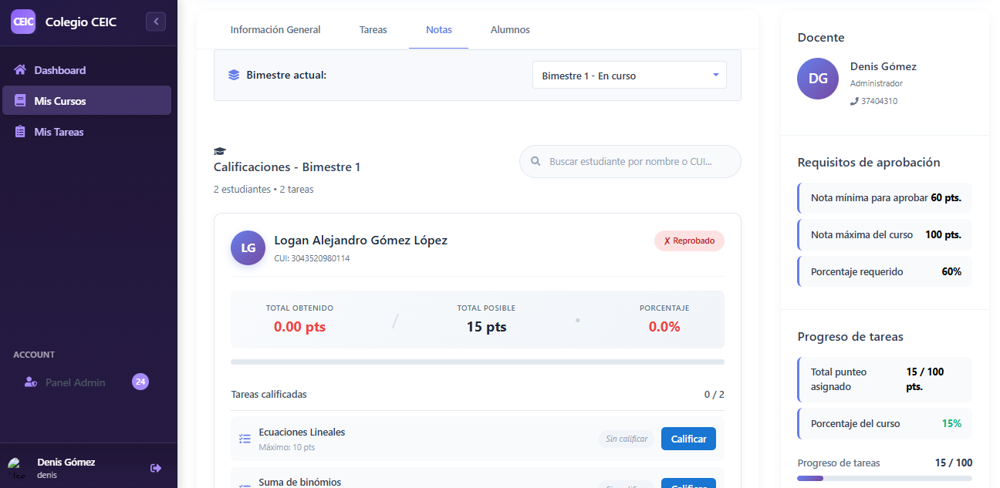 CEIC
Colegio CEIC
Dashboard
Mis Cursos
Mis Tareas
ACCOUNT
Panel Admin
24
Denis Gómez
denis
Información General
Tareas
Notas
Alumnos
Bimestre actual:
Bimestre 1 - En curso
Calificaciones - Bimestre 1
2 estudiantes • 2 tareas
Buscar estudiante por nombre o CUI...
LG
Logan Alejandro Gómez López
CUI: 3043520980114
✗ Reprobado
TOTAL OBTENIDO
0.00 pts
/
TOTAL POSIBLE
15 pts
•
PORCENTAJE
0.0%
Tareas calificadas
0 / 2
Ecuaciones Lineales
Máximo: 10 pts
Sin calificar
Calificar
Suma de binómios
Sin calificar
Calificar
Docente
DG
Denis Gómez
Administrador
37404310
Requisitos de aprobación
Nota mínima para aprobar 60 pts.
Nota máxima del curso 100 pts.
Porcentaje requerido 60%
Progreso de tareas
Total punteo
asignado
15 / 100
pts.
Porcentaje del curso 15%
Progreso de tareas 15 / 100